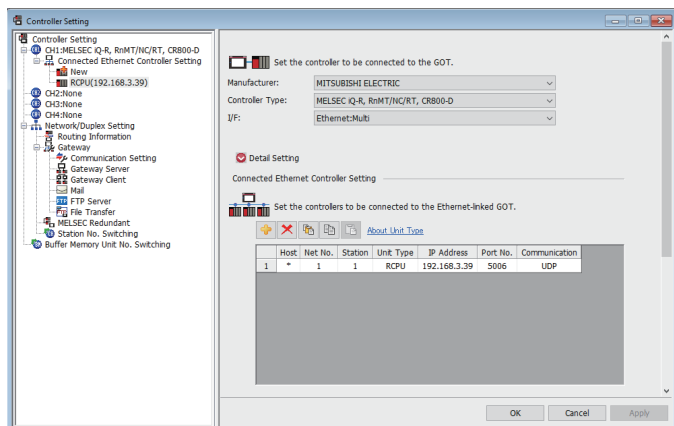 Controller Setting
Controller Setting
CH1:MELSEC iQ-R, RnMT/NC/RT, CR800-D
Connected Ethernet Controller Setting
New
RCPU(192.168.3.39)
CH2:None
CH3:None
CH4:None
Network/Duplex Setting
Routing Information
Gateway
Communication Setting
Gateway Server
Gateway Client
Mail
FTP Server
File Transfer
MELSEC Redundant
Station No. Switching
Buffer Memory Unit No. Switching
Set the controller to be connected to the GOT.
Manufacturer: MITSUBISHI ELECTRIC
Controller Type: MELSEC iQ-R, RnMT/NC/RT, CR800-D
I/F: Ethernet:Multi
Detail Setting
Connected Ethernet Controller Setting
Set the controllers to be connected to the Ethernet-linked GOT.
About Unit Type
Host Net No. Station Unit Type IP Address Port No. Communication
1 * 1 1 RCPU 192.168.3.39 5006 UDP
OK Cancel Apply